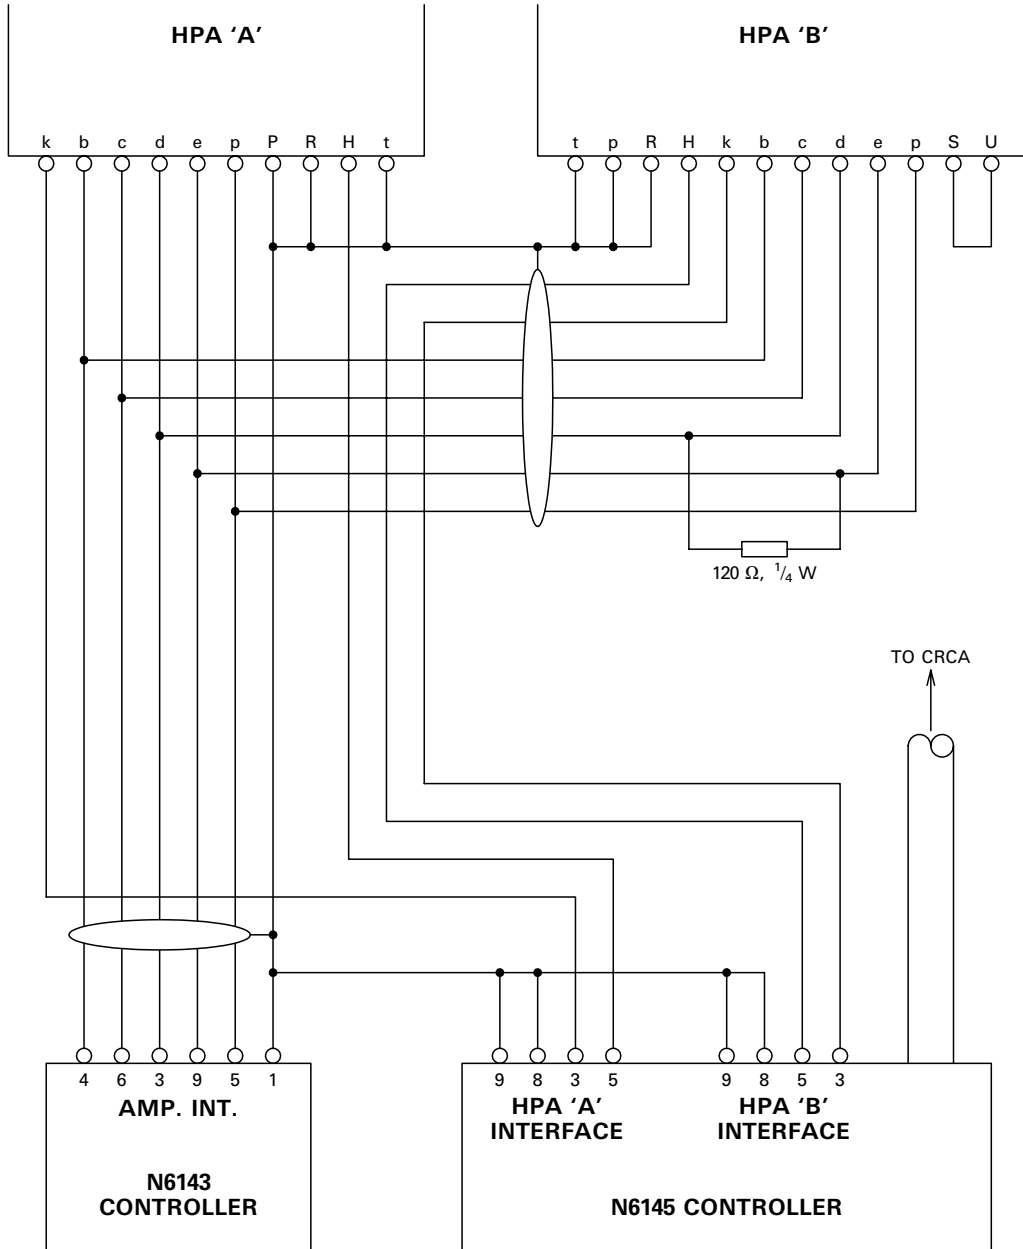 HPA ‘A’
HPA ‘B’
k b c d e p P R H t
t p R H k b c d e p S U
120 Ω, 1/4 W
TO CRCA
4 6 3 9 5 1
9 8 3 5
9 8 5 3
AMP. INT.
HPA ‘A’
INTERFACE
HPA ‘B’
INTERFACE
N6143
CONTROLLER
N6145 CONTROLLER